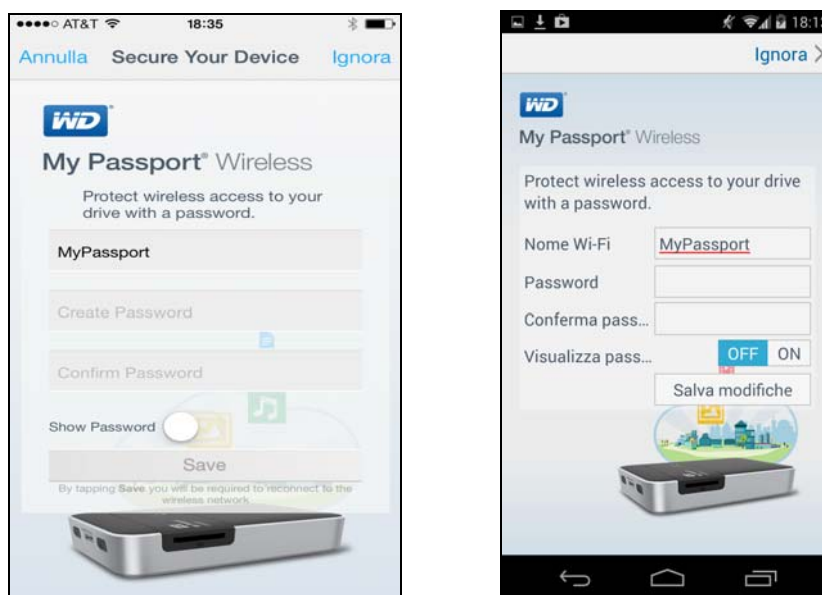 AT&T 18:35
Annulla Secure Your Device Ignora
WD
My Passport® Wireless
Protect wireless access to your
drive with a password.
MyPassport
Create Password
Confirm Password
Show Password
Save
By tapping Save you will be required to reconnect to the
wireless network
Ignora
WD
My Passport® Wireless
Protect wireless access to your drive
with a password.
Nome Wi-Fi MyPassport
Password
Conferma pass...
Visualizza pass... OFF ON
Salva modifiche